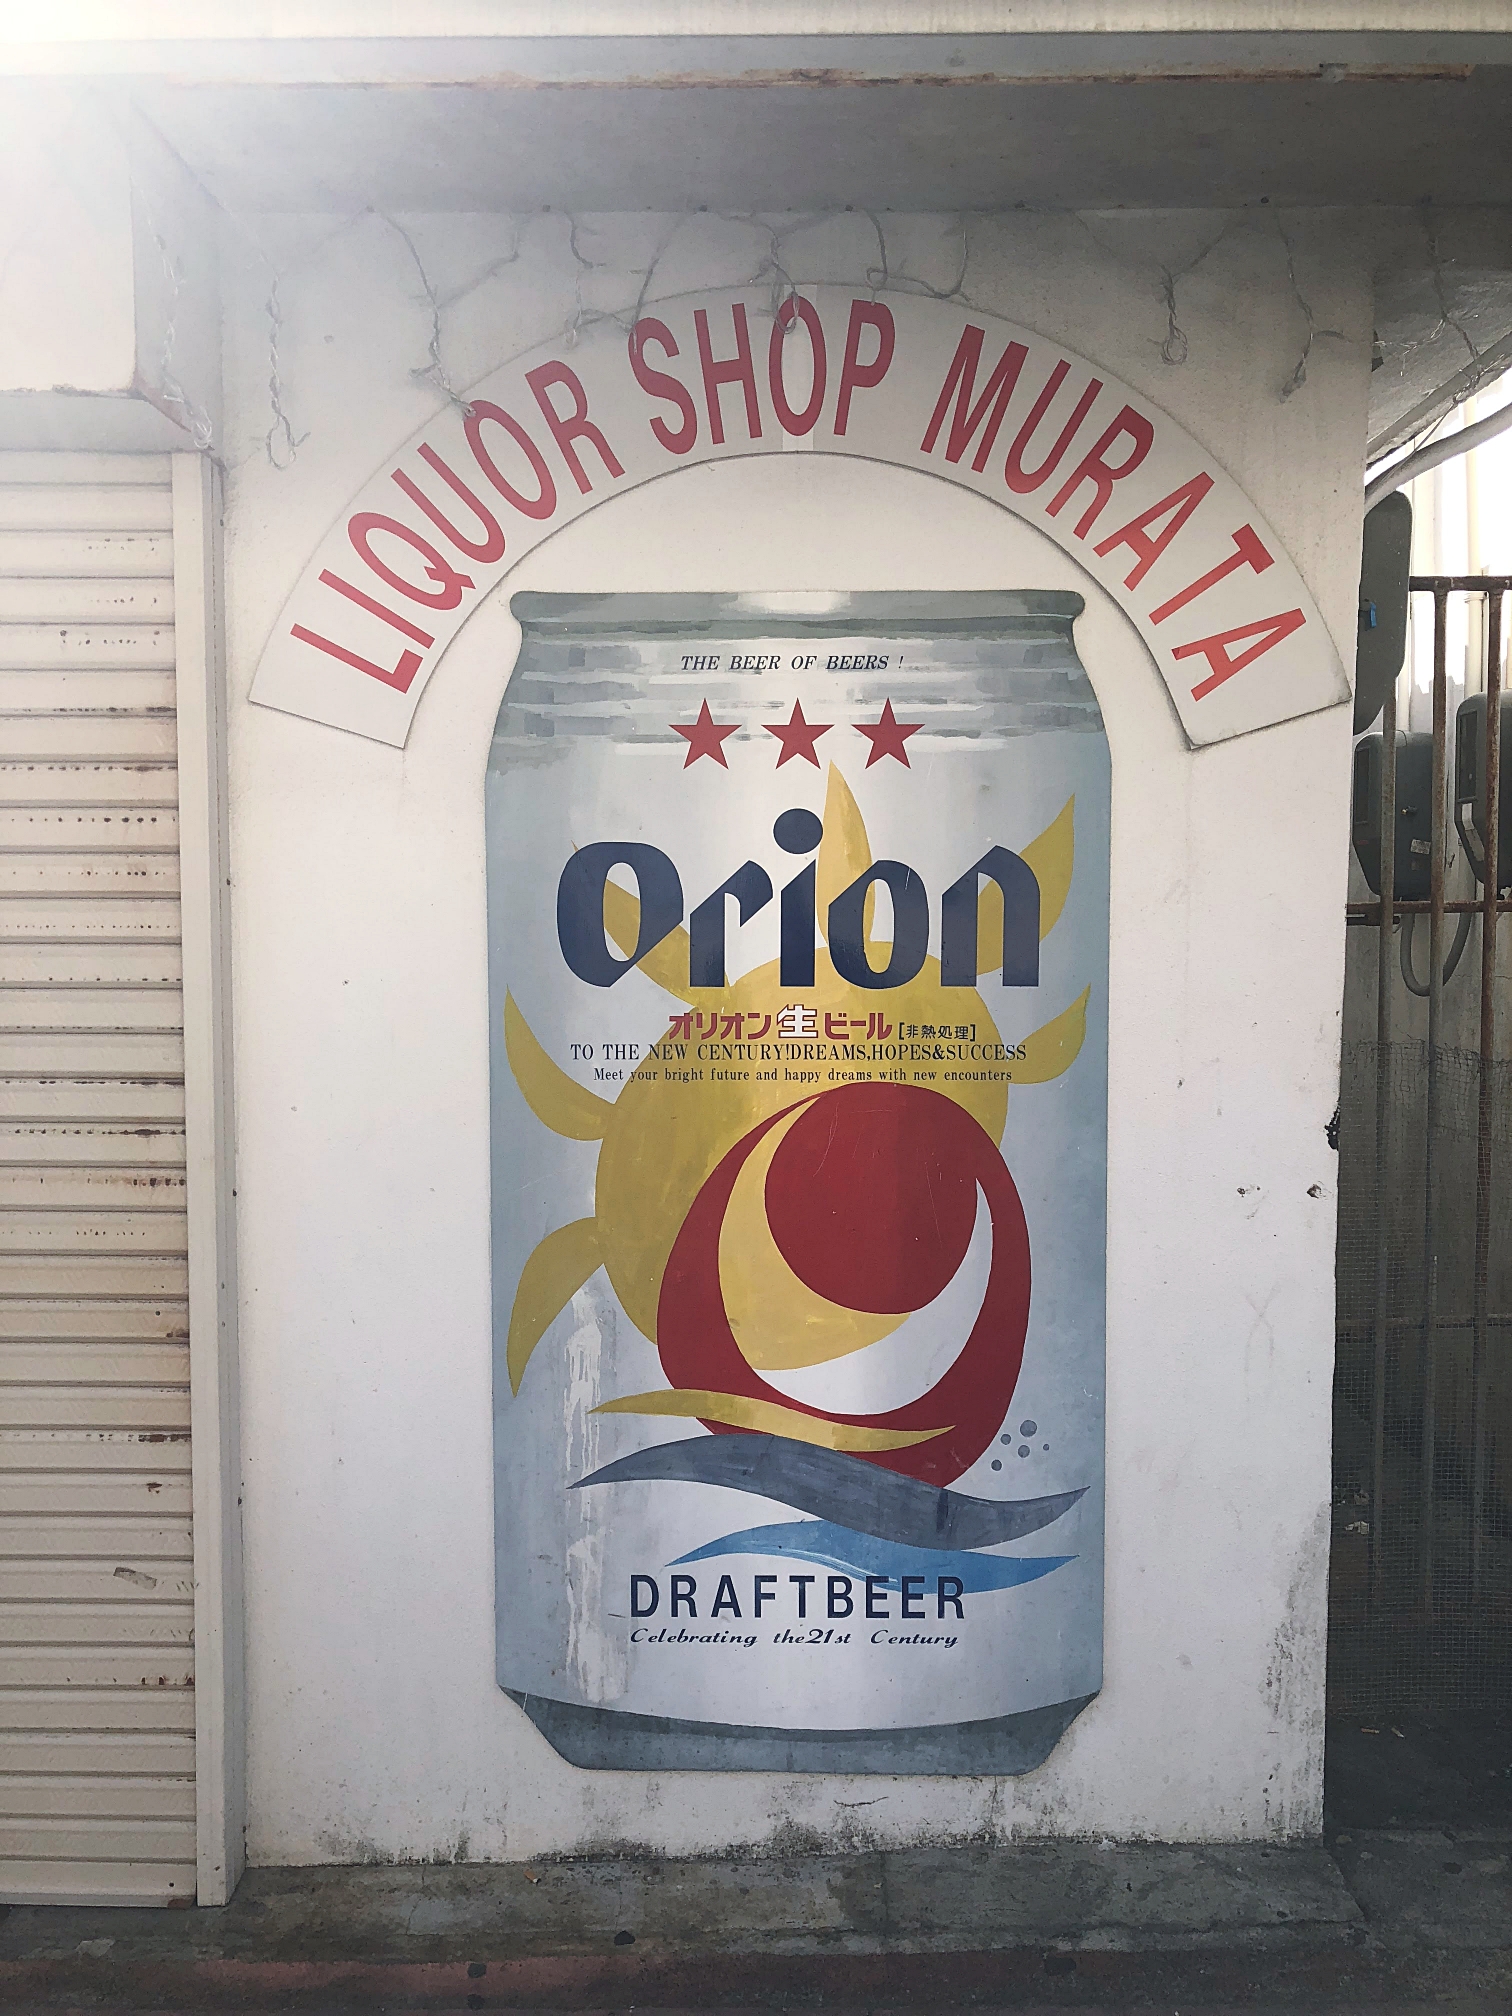 LIQUOR SHOP MURATA
THE BEER OF BEERS !
Orion
オリオン生ビール[非熱処理]
TO THE NEW CENTURY!DREAMS,HOPES&SUCCESS
Meet your bright future and happy dreams with new encounters
DRAFTBEER
Celebrating the21st Century